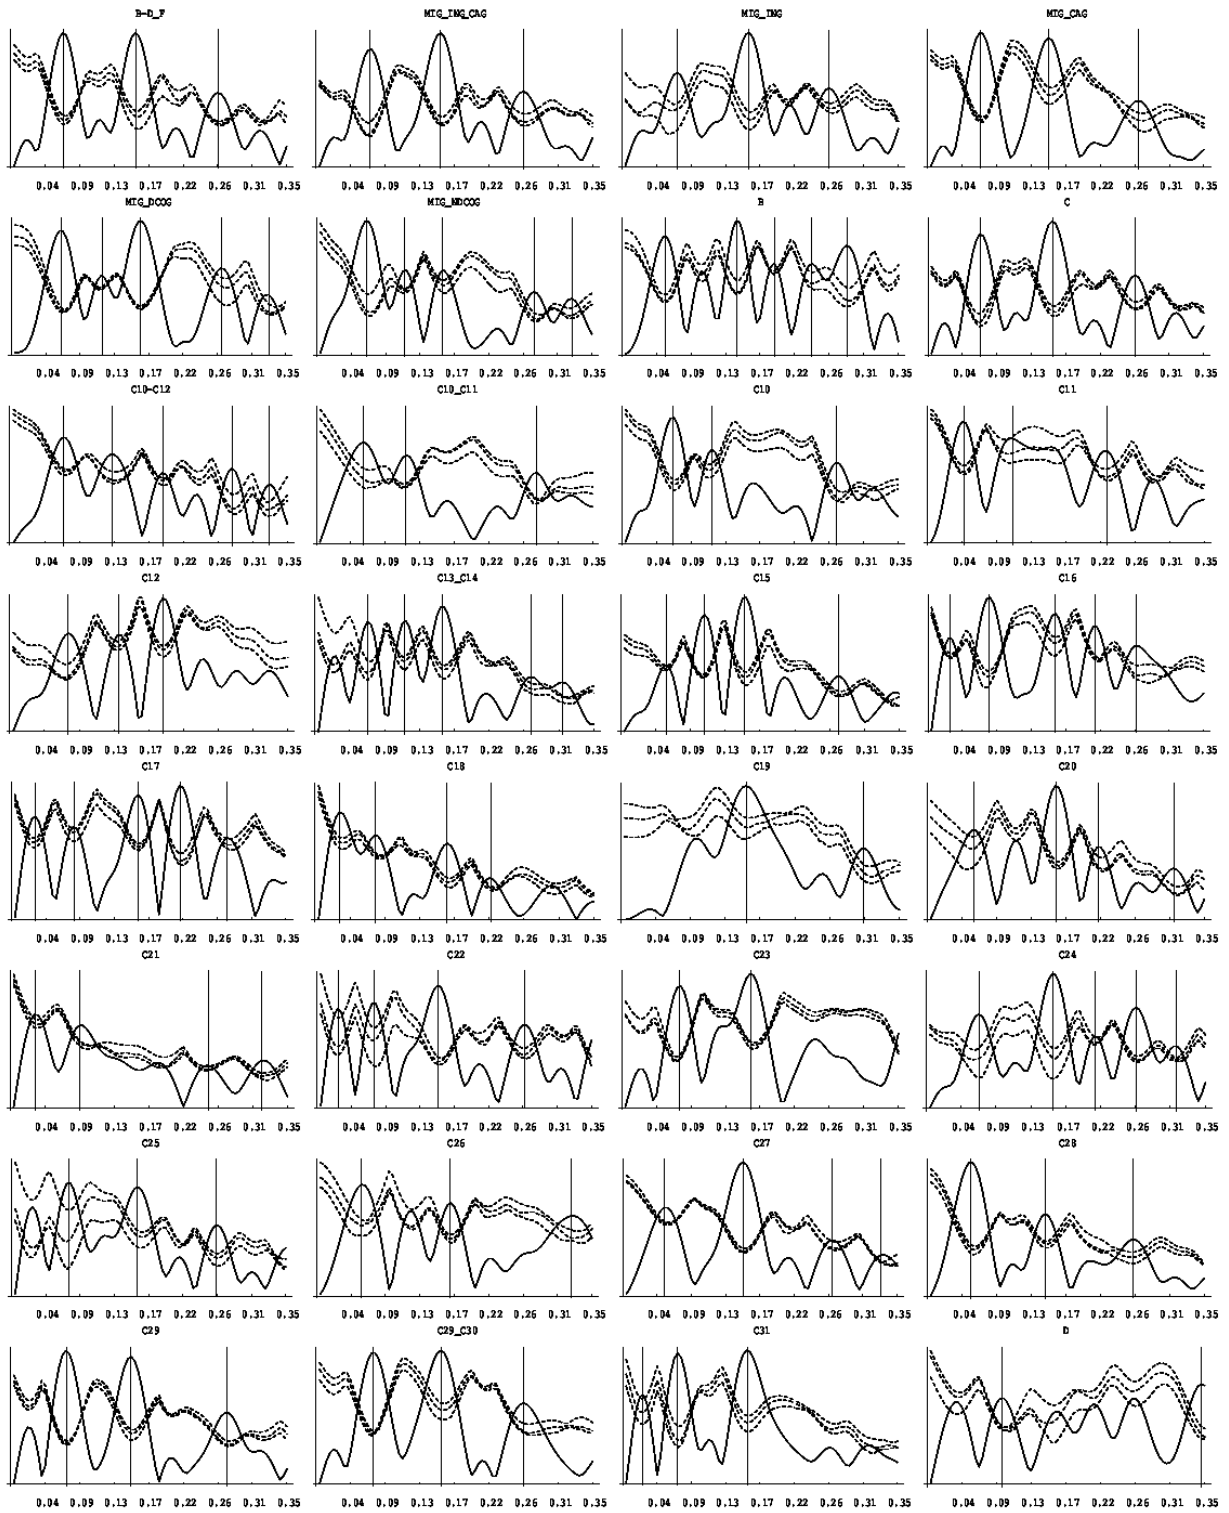 B-D_F MIG_ING_CAG MIG_ING MIG_CAG
0.04 0.09 0.13 0.17 0.22 0.26 0.31 0.35 0.04 0.09 0.13 0.17 0.22 0.26 0.31 0.35 0.04 0.09 0.13 0.17 0.22 0.26 0.31 0.35 0.04 0.09 0.13 0.17 0.22 0.26 0.31 0.35
MIG_DCOG MIG_NDCOG B C
0.04 0.09 0.13 0.17 0.22 0.26 0.31 0.35 0.04 0.09 0.13 0.17 0.22 0.26 0.31 0.35 0.04 0.09 0.13 0.17 0.22 0.26 0.31 0.35 0.04 0.09 0.13 0.17 0.22 0.26 0.31 0.35
C10-C12 C10_C11 C10 C11
0.04 0.09 0.13 0.17 0.22 0.26 0.31 0.35 0.04 0.09 0.13 0.17 0.22 0.26 0.31 0.35 0.04 0.09 0.13 0.17 0.22 0.26 0.31 0.35 0.04 0.09 0.13 0.17 0.22 0.26 0.31 0.35
C12 C13_C14 C15 C16
0.04 0.09 0.13 0.17 0.22 0.26 0.31 0.35 0.04 0.09 0.13 0.17 0.22 0.26 0.31 0.35 0.04 0.09 0.13 0.17 0.22 0.26 0.31 0.35 0.04 0.09 0.13 0.17 0.22 0.26 0.31 0.35
C17 C18 C19 C20
0.04 0.09 0.13 0.17 0.22 0.26 0.31 0.35 0.04 0.09 0.13 0.17 0.22 0.26 0.31 0.35 0.04 0.09 0.13 0.17 0.22 0.26 0.31 0.35 0.04 0.09 0.13 0.17 0.22 0.26 0.31 0.35
C21 C22 C23 C24
0.04 0.09 0.13 0.17 0.22 0.26 0.31 0.35 0.04 0.09 0.13 0.17 0.22 0.26 0.31 0.35 0.04 0.09 0.13 0.17 0.22 0.26 0.31 0.35 0.04 0.09 0.13 0.17 0.22 0.26 0.31 0.35
C25 C26 C27 C28
0.04 0.09 0.13 0.17 0.22 0.26 0.31 0.35 0.04 0.09 0.13 0.17 0.22 0.26 0.31 0.35 0.04 0.09 0.13 0.17 0.22 0.26 0.31 0.35 0.04 0.09 0.13 0.17 0.22 0.26 0.31 0.35
C29 C29_C30 C31 D
0.04 0.09 0.13 0.17 0.22 0.26 0.31 0.35 0.04 0.09 0.13 0.17 0.22 0.26 0.31 0.35 0.04 0.09 0.13 0.17 0.22 0.26 0.31 0.35 0.04 0.09 0.13 0.17 0.22 0.26 0.31 0.35